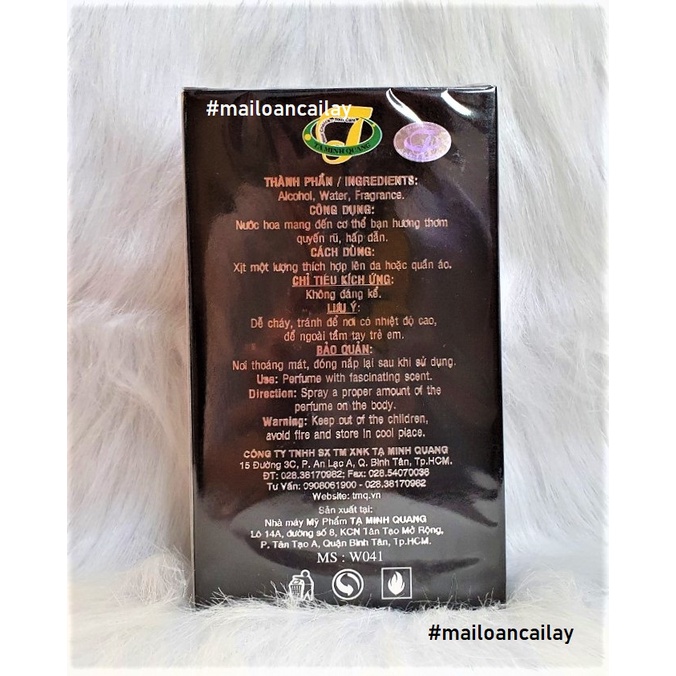 #mailoancailay
TẠ MINH QUANG
THÀNH PHẦN / INGREDIENTS:
Alcohol, Water, Fragrance.
CÔNG DỤNG:
Nước hoa mang đến cơ thể bạn hương thơm
quyến rũ, hấp dẫn.
CÁCH DÙNG:
Xịt một lượng thích hợp lên da hoặc quần áo.
CHỈ TIÊU KÍCH ỨNG:
Không đáng kể.
LƯU Ý:
Dễ cháy, tránh để nơi có nhiệt độ cao,
để ngoài tầm tay trẻ em.
BẢO QUẢN:
Nơi thoáng mát, đóng nắp lại sau khi sử dụng.
Use: Perfume with fascinating scent.
Direction: Spray a proper amount of the
perfume on the body.
Warning: Keep out of the children,
avoid fire and store in cool place.
CÔNG TY TNHH SX TM XNK TẠ MINH QUANG
15 Đường 3C, P. An Lạc A, Q. Bình Tân, Tp.HCM.
ĐT: 028.38170982; Fax: 028.54070036
Tư Vấn: 0908061900 - 028.38170982
Website: tmq.vn
Sản xuất tại:
Nhà máy Mỹ Phẩm TẠ MINH QUANG
Lô 14A, đường số 8, KCN Tân Tạo Mở Rộng,
P. Tân Tạo A, Quận Bình Tân, Tp.HCM.
MS : W041
#mailoancailay